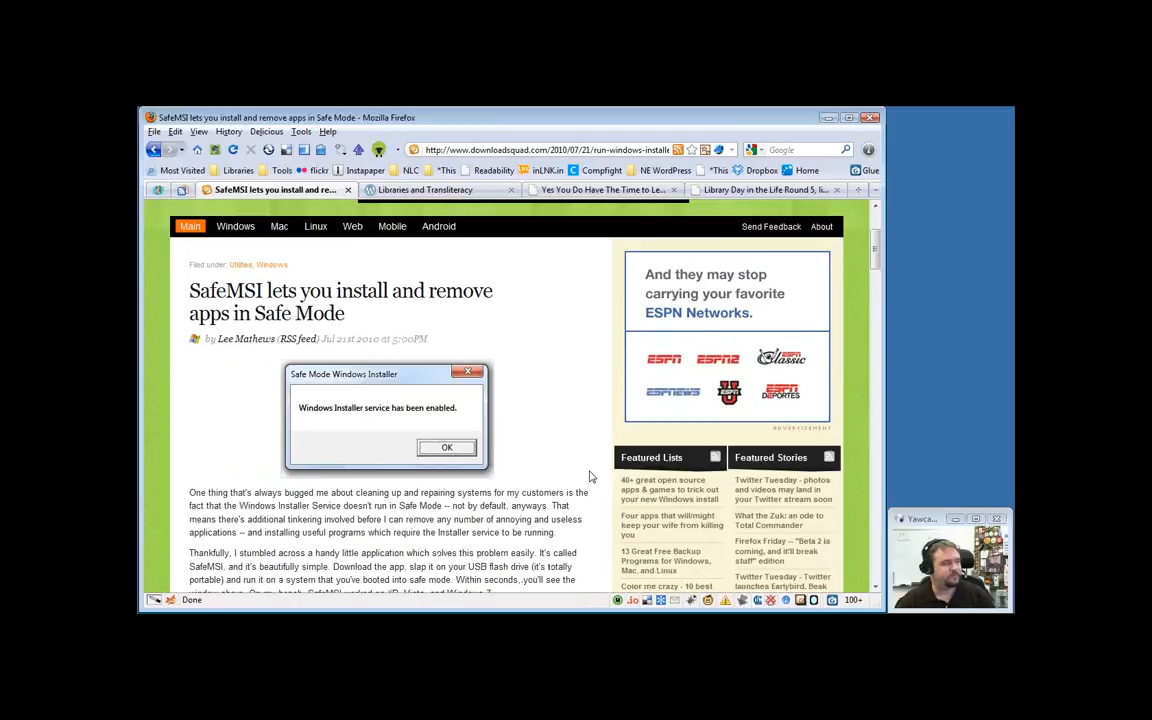 SafeMSI lets you install and remove apps in Safe Mode - Mozilla Firefox
File Edit View History Delicious Tools Help
http://www.downloadsquad.com/2010/07/21/run-windows-installe
Google
Most Visited Libraries Tools flickr Instapaper NLC *This Readability inLNK.in Compfight NE WordPress *This Dropbox Home Glue
SafeMSI lets you install and re... Libraries and Transliteracy Yes You Do Have The Time to Le... Library Day in the Life Round 5, li...
Main Windows Mac Linux Web Mobile Android Send Feedback About
Filed under: Utilities, Windows
SafeMSI lets you install and remove
apps in Safe Mode
by Lee Mathews (RSS feed) Jul 21st 2010 at 5:00PM
Safe Mode Windows Installer
Windows Installer service has been enabled.
OK
One thing that's always bugged me about cleaning up and repairing systems for my customers is the
fact that the Windows Installer Service doesn't run in Safe Mode -- not by default, anyways. That
means there's additional tinkering involved before I can remove any number of annoying and useless
applications -- and installing useful programs which require the Installer service to be running.
Thankfully, I stumbled across a handy little application which solves this problem easily. It's called
SafeMSI, and it's beautifully simple. Download the app, slap it on your USB flash drive (it's totally
portable) and run it on a system that you've booted into safe mode. Within seconds, you'll see the
And they may stop
carrying your favorite
ESPN Networks.
ESPN ESPN2 Classic
ESPNEWS U ESPN DEPORTES
ADVERTISEMENT
Featured Lists
40+ great open source
apps & games to trick out
your new Windows install
Four apps that will/might
keep your wife from killing
you
13 Great Free Backup
Programs for Windows,
Mac, and Linux
Color me crazy - 10 best
Featured Stories
Twitter Tuesday - photos
and videos may land in
your Twitter stream soon
What the Zuk: an ode to
Total Commander
Firefox Friday -- "Beta 2 is
coming, and it'll break
stuff" edition
Twitter Tuesday - Twitter
launches Earlybird, Beak
Done
100+
Yawca...